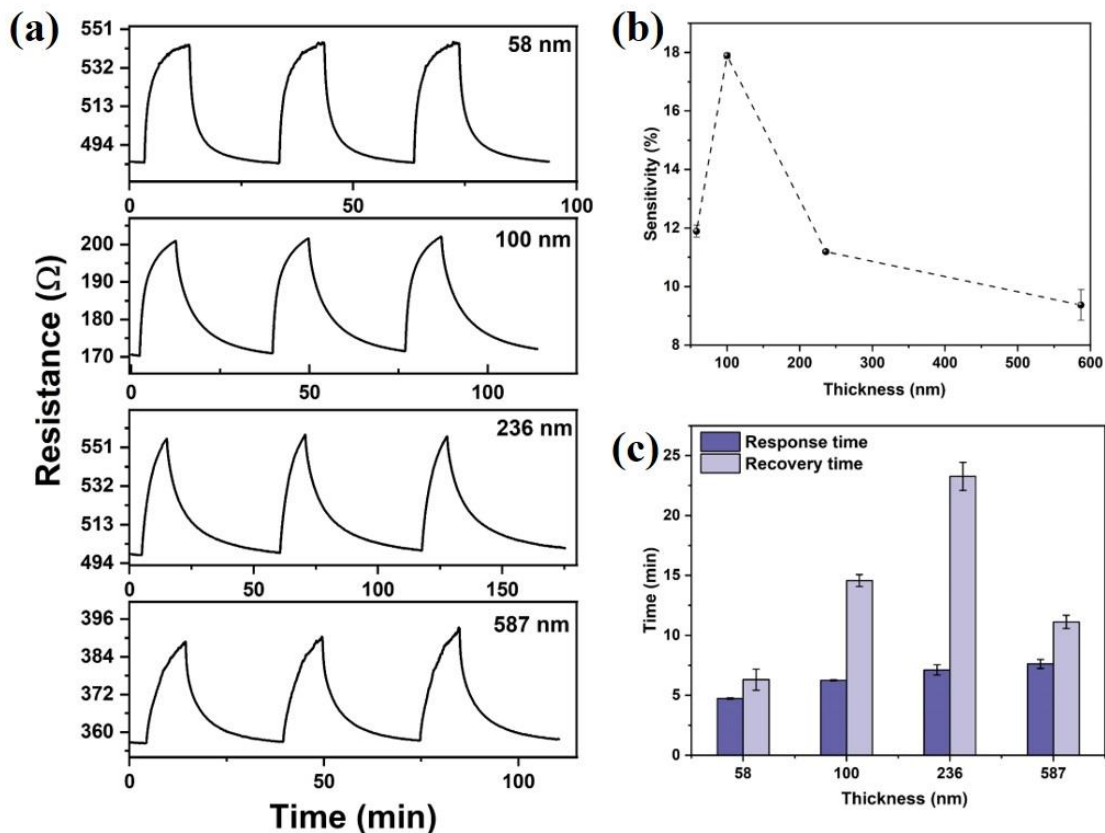 (a)
Resistance (Ω)
551
532
513
494
58 nm
0 50 100
200
190
180
170
100 nm
0 50 100
551
532
513
494
236 nm
0 50 100 150
396
384
372
360
587 nm
0 50 100
Time (min)
(b)
Sensitivity (%)
18
16
14
12
10
8
100 200 300 400 500 600
Thickness (nm)
(c)
Response time
Recovery time
Time (min)
25
20
15
10
5
0
58 100 236 587
Thickness (nm)